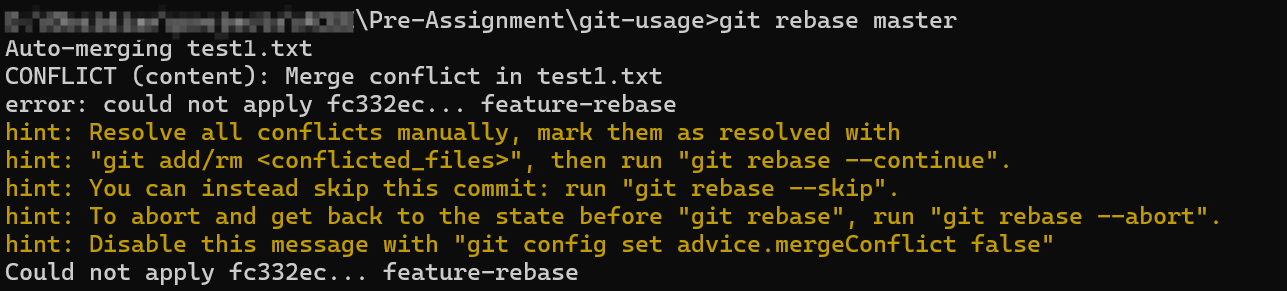 \Pre-Assignment\git-usage>git rebase master
Auto-merging test1.txt
CONFLICT (content): Merge conflict in test1.txt
error: could not apply fc332ec... feature-rebase
hint: Resolve all conflicts manually, mark them as resolved with
hint: "git add/rm <conflicted_files>", then run "git rebase --continue".
hint: You can instead skip this commit: run "git rebase --skip".
hint: To abort and get back to the state before "git rebase", run "git rebase --abort".
hint: Disable this message with "git config set advice.mergeConflict false"
Could not apply fc332ec... feature-rebase